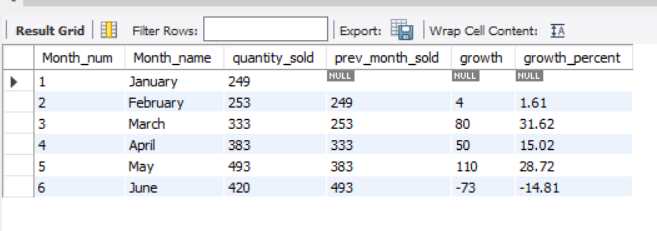 Result Grid Filter Rows: Export: Wrap Cell Content: IA
Month_num Month_name quantity_sold prev_month_sold growth growth_percent
1 January 249 NULL NULL NULL
2 February 253 249 4 1.61
3 March 333 253 80 31.62
4 April 383 333 50 15.02
5 May 493 383 110 28.72
6 June 420 493 -73 -14.81